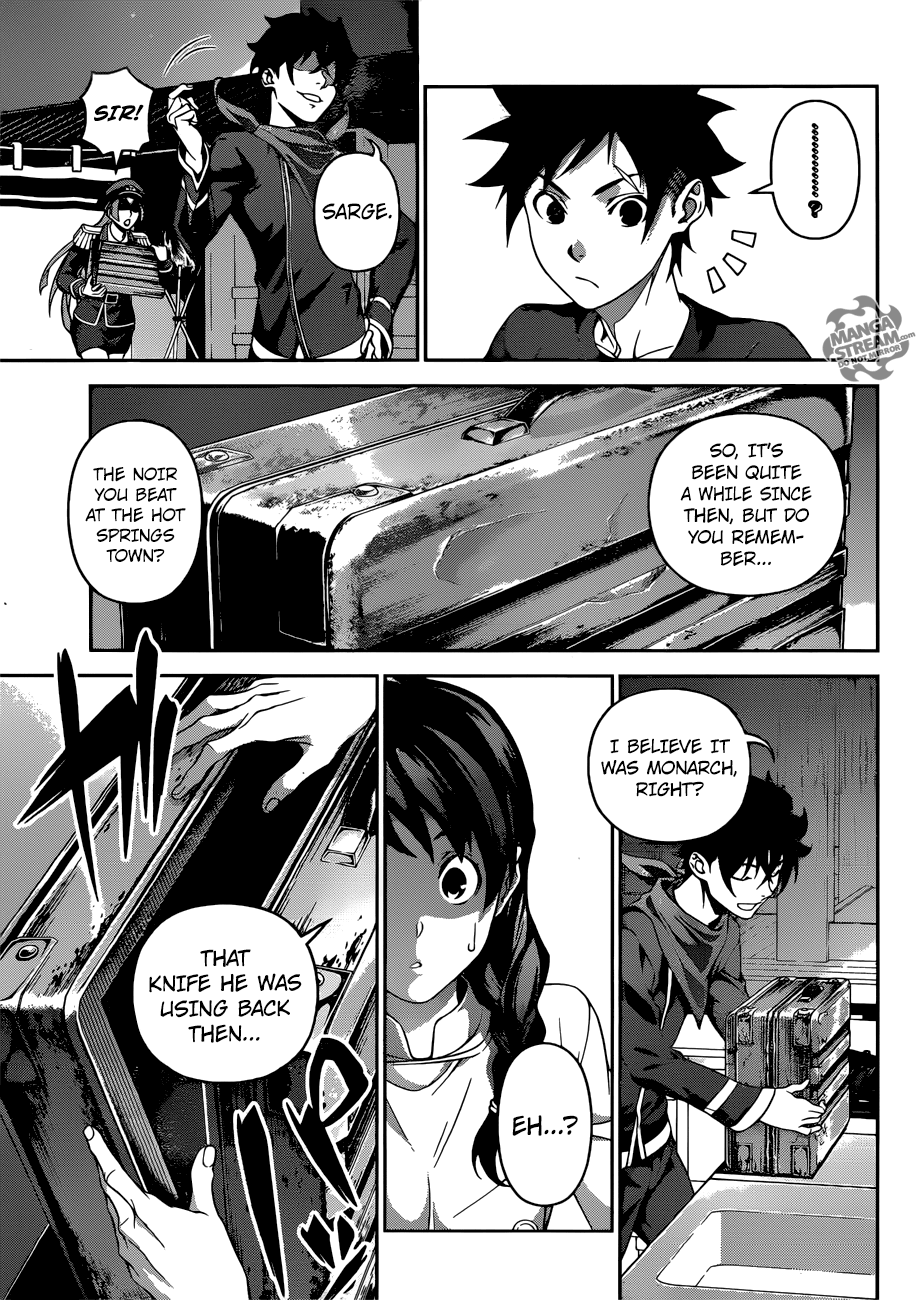 ...........?
MANGA
STREAM.com
DO NOT MIRROR
SIR!
SARGE.
SO, IT'S
BEEN QUITE
A WHILE SINCE
THEN, BUT DO
YOU REMEM-
BER...
THE NOIR
YOU BEAT
AT THE HOT
SPRINGS
TOWN?
I BELIEVE IT
WAS MONARCH,
RIGHT?
EH...?
THAT
KNIFE HE WAS
USING BACK
THEN...